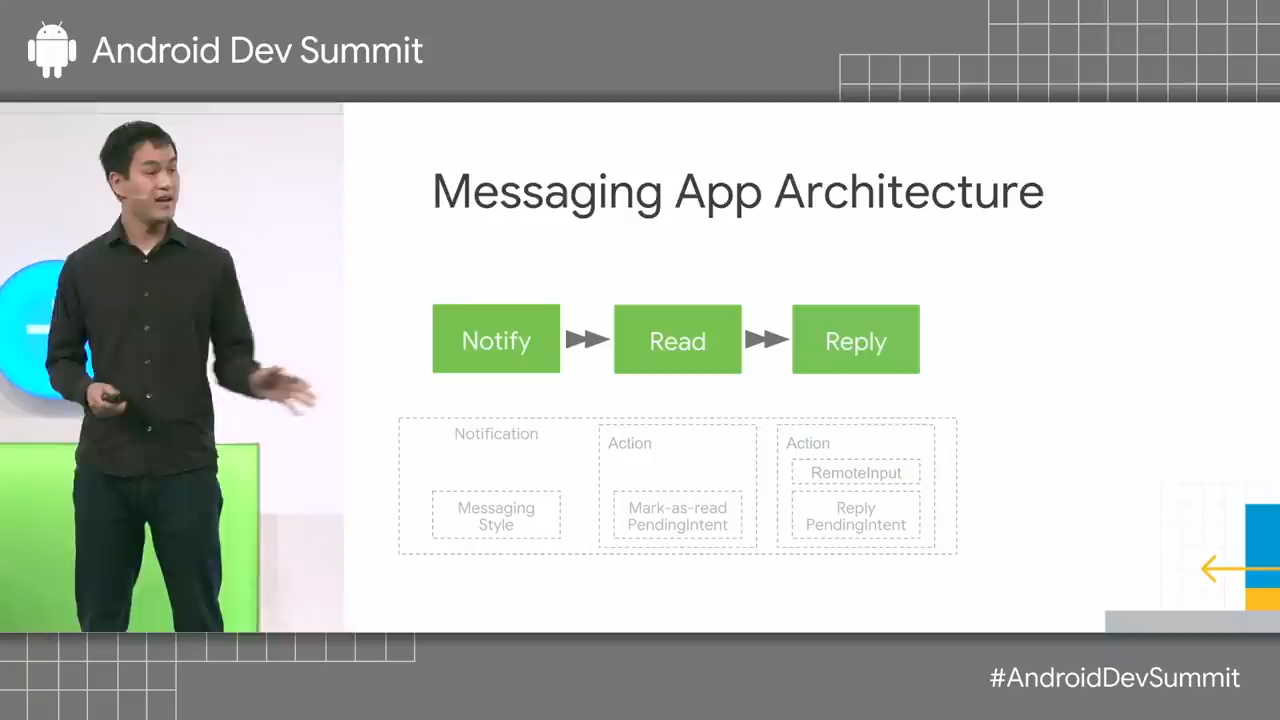 Android Dev Summit
Messaging App Architecture
Notify
Read
Reply
Notification
Messaging
Style
Action
Mark-as-read
PendingIntent
Action
RemoteInput
Reply
PendingIntent
#AndroidDevSummit